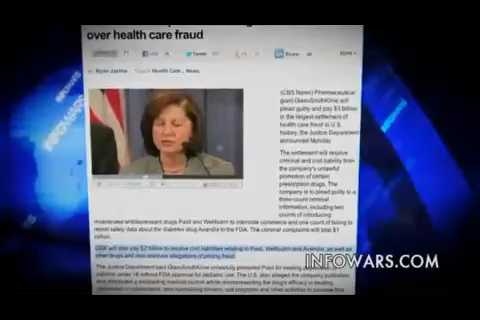 over health care fraud
Share
Ryan Jaslow
Health Care , News
(CBS News) Pharmaceutical
giant GlaxoSmithKline will
plead guilty and pay $3 billion
in the largest settlement of
health care fraud in U.S.
history, the Justice Department
announced Monday
The settlement will resolve
criminal and civil liability from
the company's unlawful
promotion of certain
prescription drugs. The
company is to plead guilty to a
three-count criminal
information, including two
counts of introducing
misbranded antidepressant drugs Paxil and Wellbutrin to interstate commerce and one count of failing to
report safety data about the diabetes drug Avandia to the FDA. The criminal complaints will total $1
billion.
GSK will also pay $2 billion to resolve civil liabilities relating to Paxil, Wellbutrin and Avandia, as well as
other drugs and also resolves allegations of pricing fraud.
The Justice Department said GlaxoSmithKline unlawfully promoted Paxil for treating depression in
patients under 18 without FDA approval for pediatric use. The U.S. also alleges the company published
and distributed a misleading medical journal article misrepresenting the drug's efficacy in treating
INFOWARS.COM